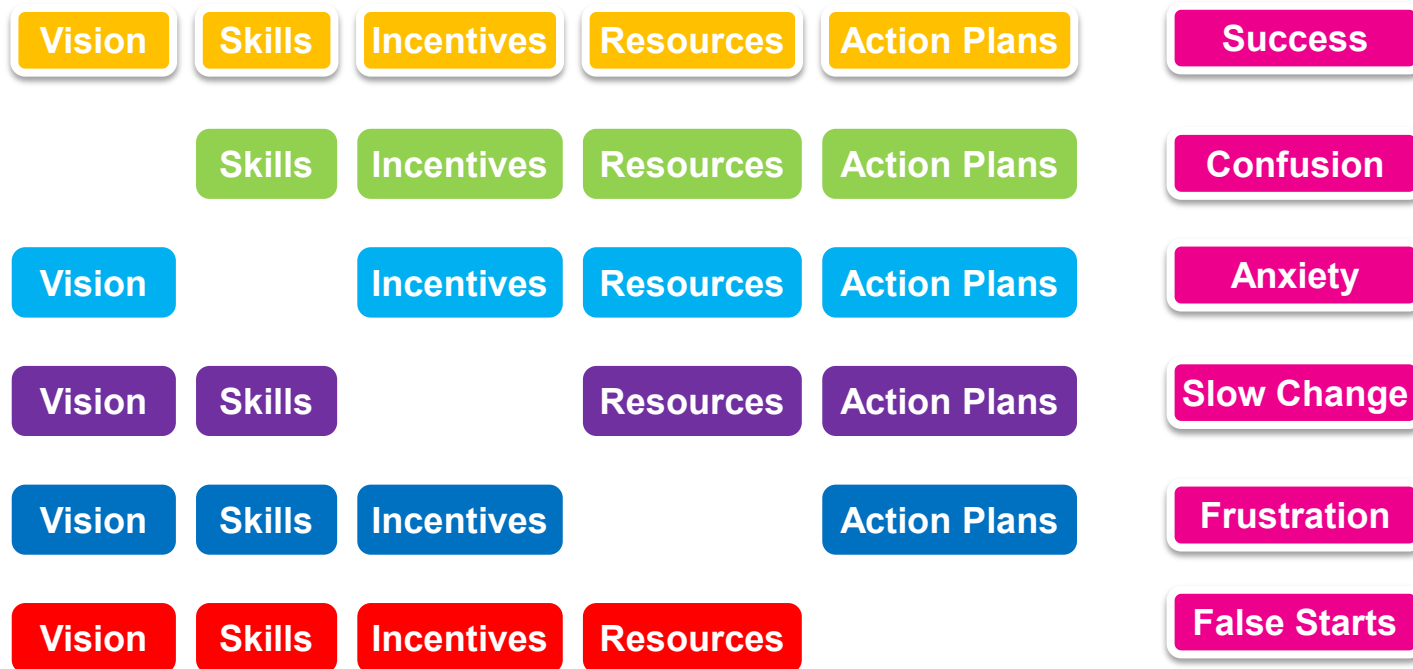 Vision Skills Incentives Resources Action Plans Success
Skills Incentives Resources Action Plans Confusion
Vision Incentives Resources Action Plans Anxiety
Vision Skills Resources Action Plans Slow Change
Vision Skills Incentives Action Plans Frustration
Vision Skills Incentives Resources False Starts